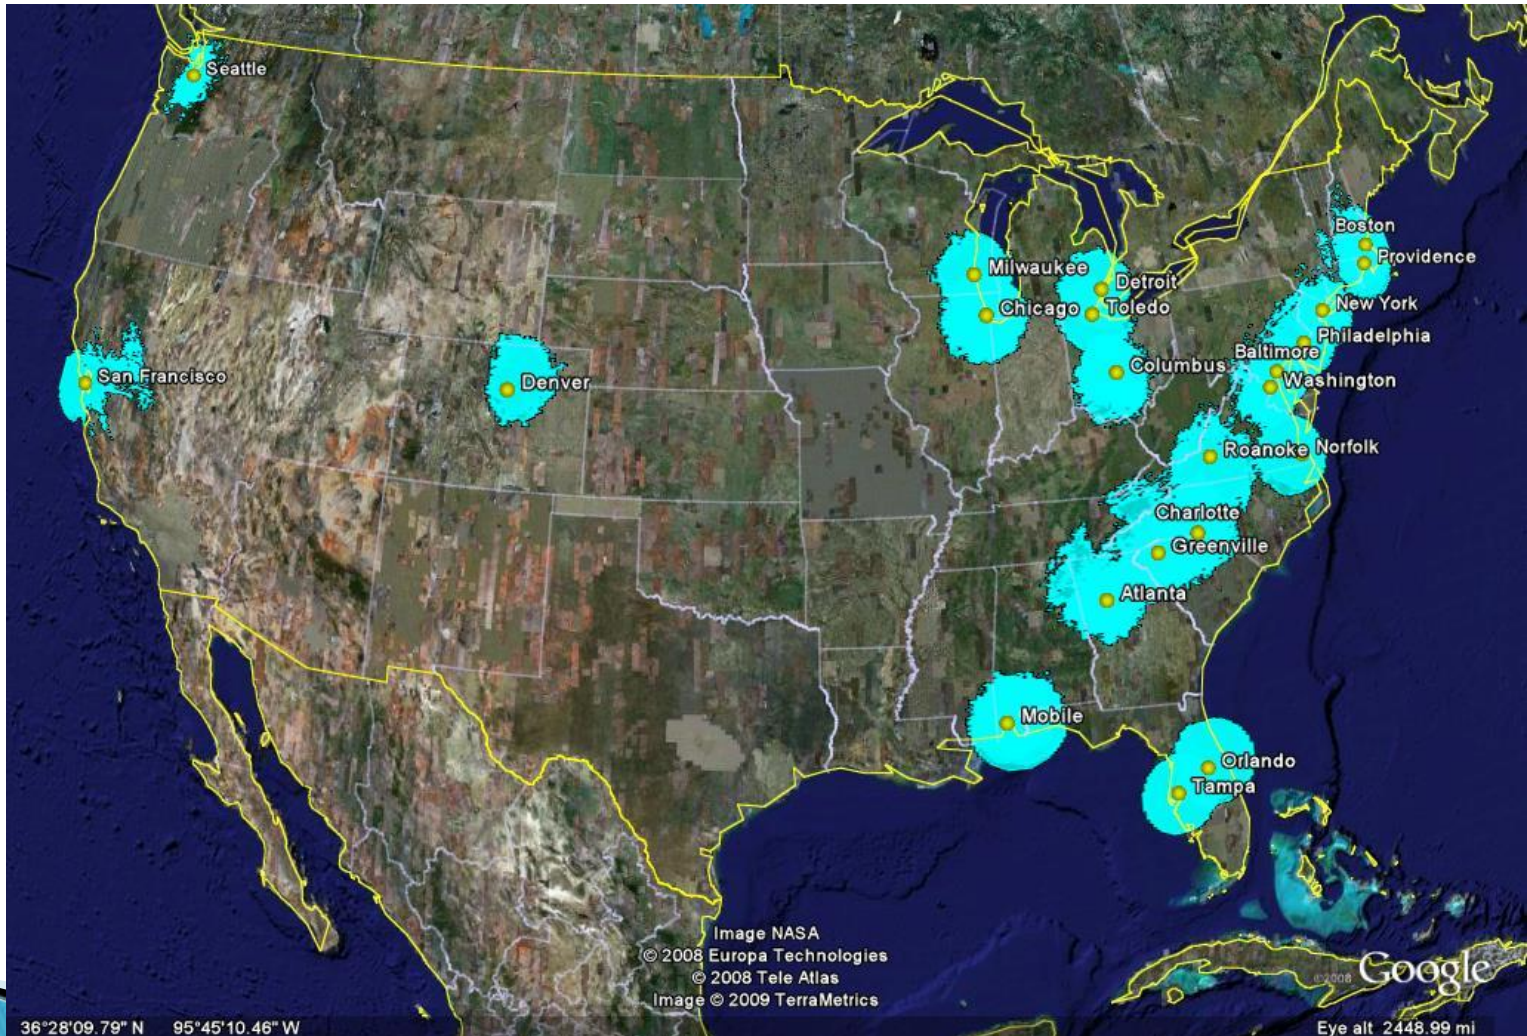 Seattle
Boston
Providence
Milwaukee
Detroit
Chicago
Toledo
New York
Philadelphia
Baltimore
Columbus
Washington
San Francisco
Denver
Roanoke
Norfolk
Charlotte
Greenville
Atlanta
Mobile
Orlando
Tampa
Image NASA
© 2008 Europa Technologies
© 2008 Tele Atlas
Image © 2009 TerraMetrics
©2008 Google
36°28'09.79" N 95°45'10.46" W
Eye alt 2448.99 mi